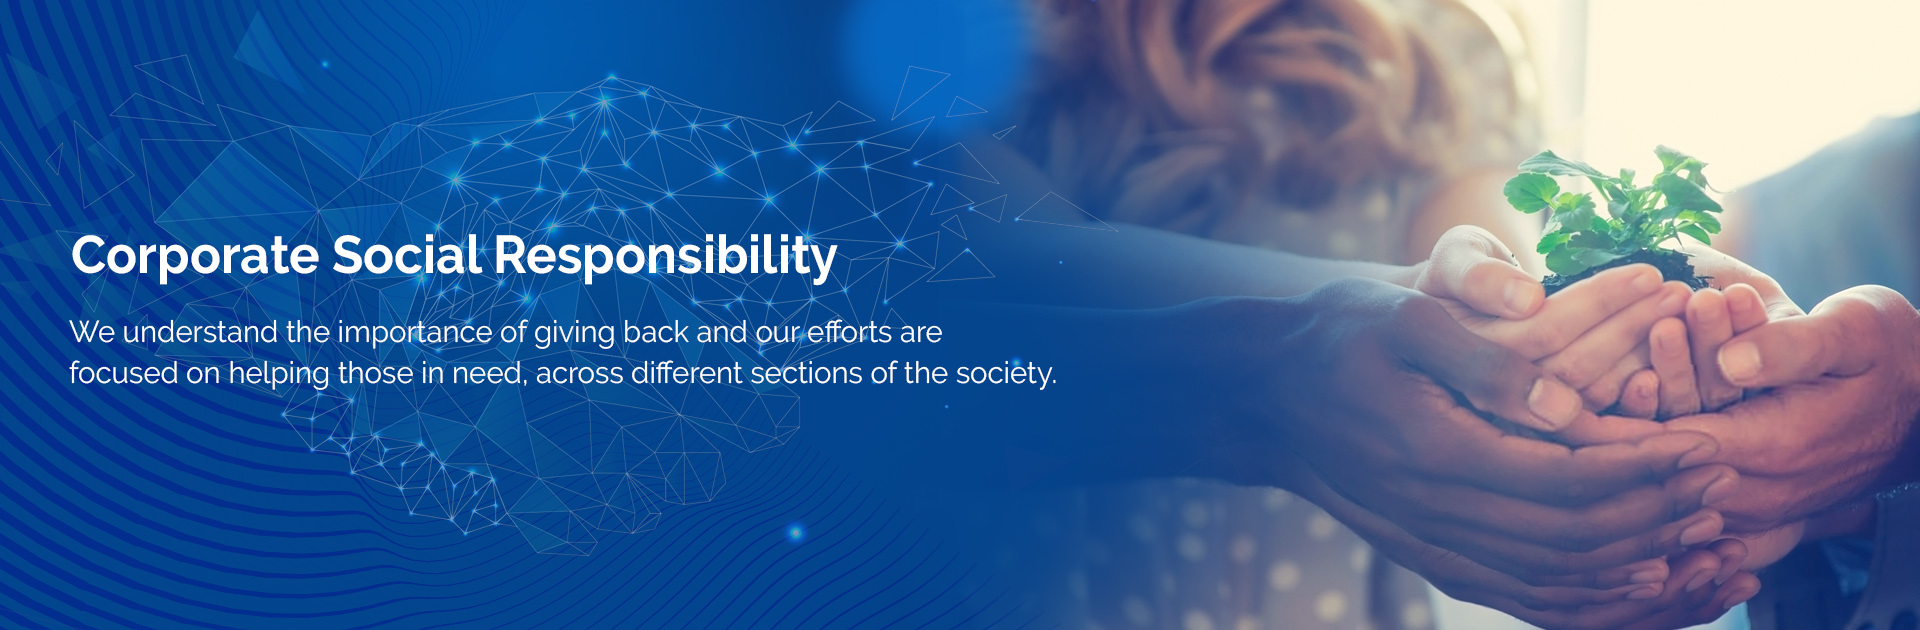 Corporate Social Responsibility
We understand the importance of giving back and our efforts are
focused on helping those in need, across different sections of the society.